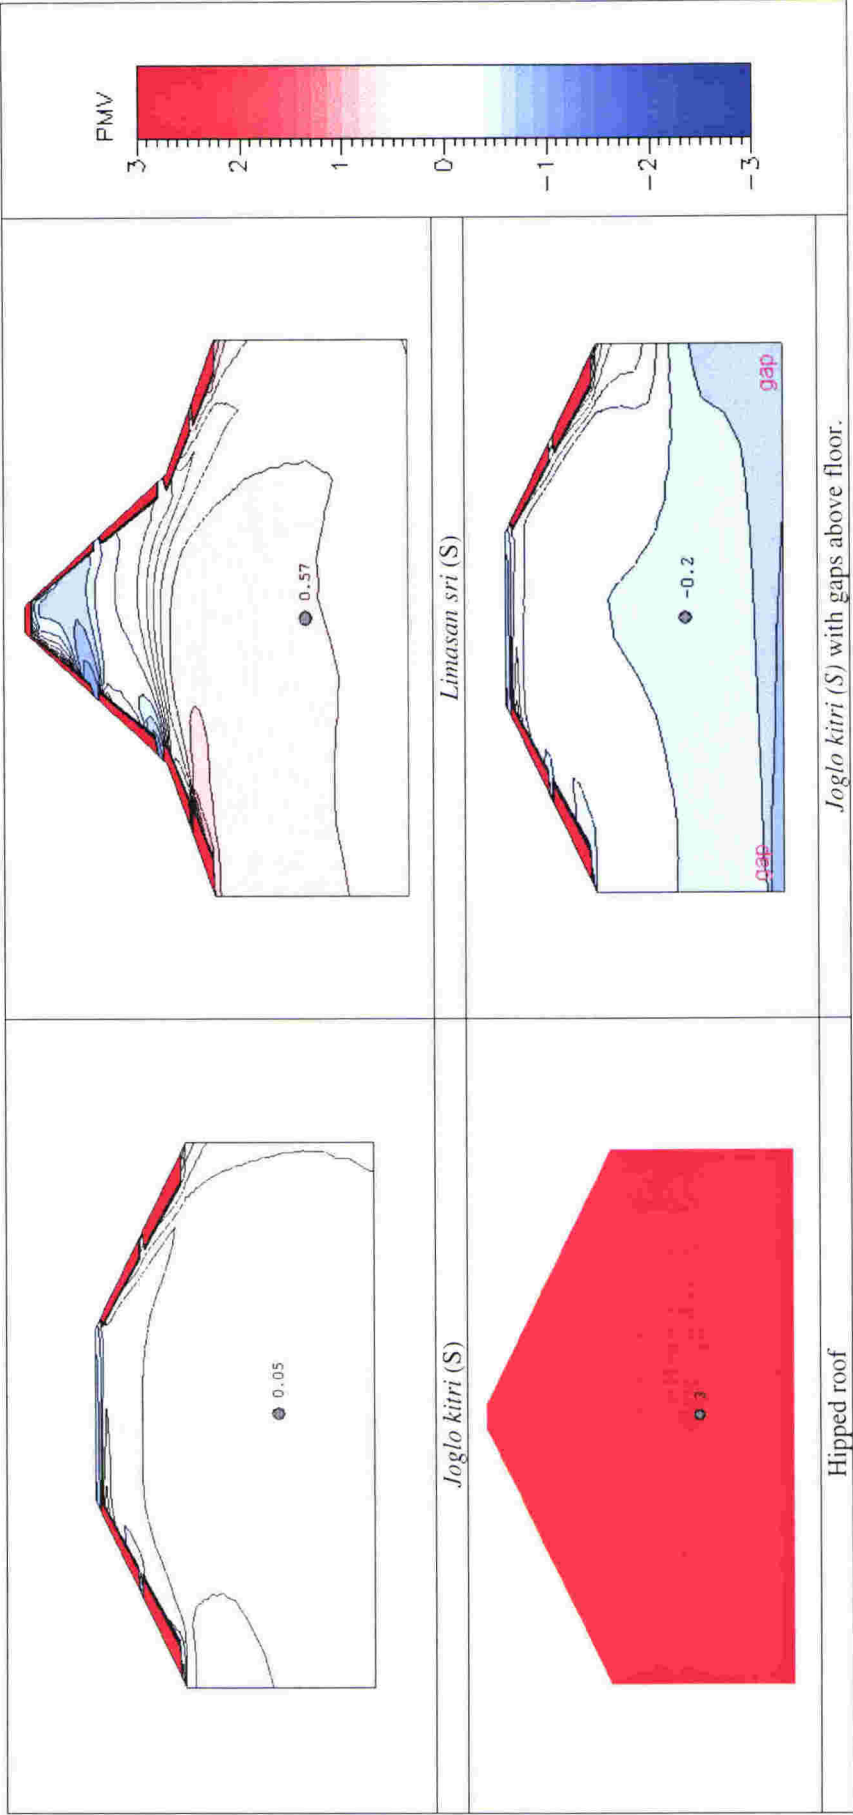 0.05
Joglo kitri (S)
0.57
Limasan sri (S)
PMV
3
2
1
0
-1
-2
-3
3
Hipped roof
-0.2
gap
gap
Joglo kitri (S) with gaps above floor.